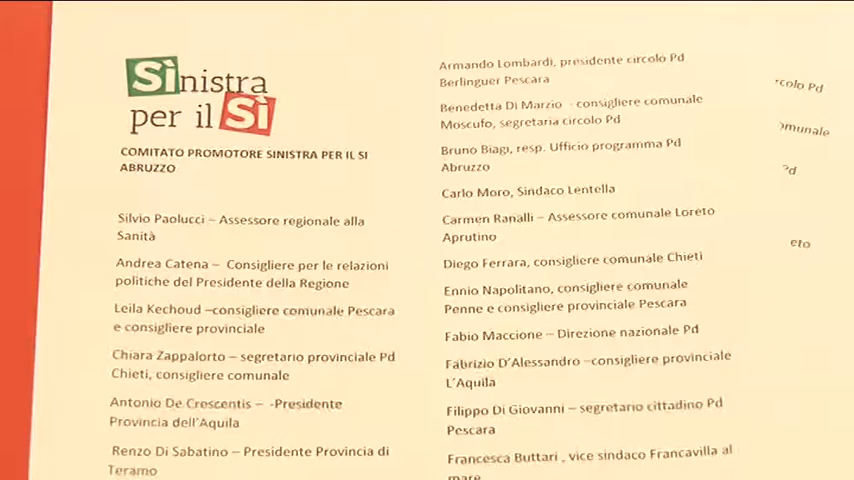 Sìnistra
per il Sì
COMITATO PROMOTORE SINISTRA PER IL SI
ABRUZZO
Silvio Paolucci – Assessore regionale alla
Sanità
Andrea Catena – Consigliere per le relazioni
politiche del Presidente della Regione
Leila Kechoud –consigliere comunale Pescara
e consigliere provinciale
Chiara Zappalorto – segretario provinciale Pd
Chieti, consigliere comunale
Antonio De Crescentis – -Presidente
Provincia dell'Aquila
Renzo Di Sabatino – Presidente Provincia di
Teramo
Armando Lombardi, presidente circolo Pd
Berlinguer Pescara
Benedetta Di Marzio - consigliere comunale
Moscufo, segretaria circolo Pd
Bruno Biagi, resp. Ufficio programma Pd
Abruzzo
Carlo Moro, Sindaco Lentella
Carmen Ranalli – Assessore comunale Loreto
Aprutino
Diego Ferrara, consigliere comunale Chieti
Ennio Napolitano, consigliere comunale
Penne e consigliere provinciale Pescara
Fabio Maccione – Direzione nazionale Pd
Fabrizio D'Alessandro –consigliere provinciale
L'Aquila
Filippo Di Giovanni – segretario cittadino Pd
Pescara
Francesca Buttari , vice sindaco Francavilla al
mare
rcolo Pd
omunale
Pd
eto